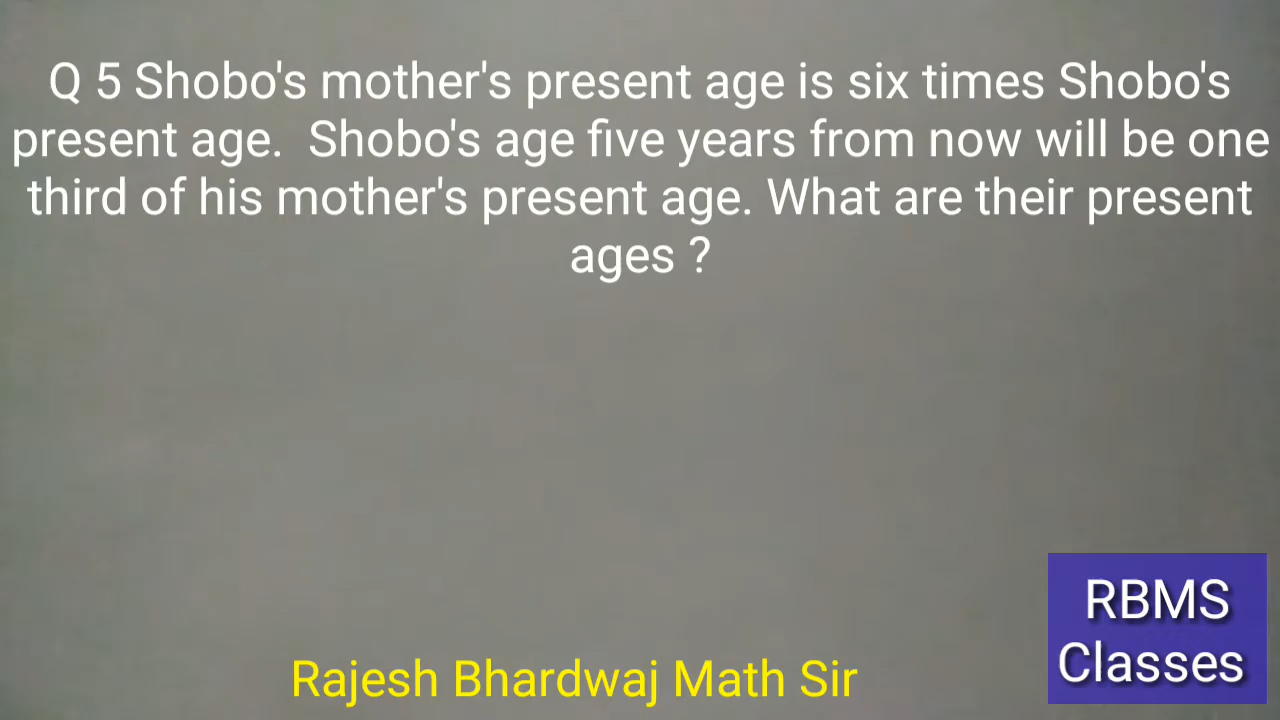 Q 5 Shobo's mother's present age is six times Shobo's
present age.  Shobo's age five years from now will be one
third of his mother's present age. What are their present
ages ?
RBMS
Classes
Rajesh Bhardwaj Math Sir